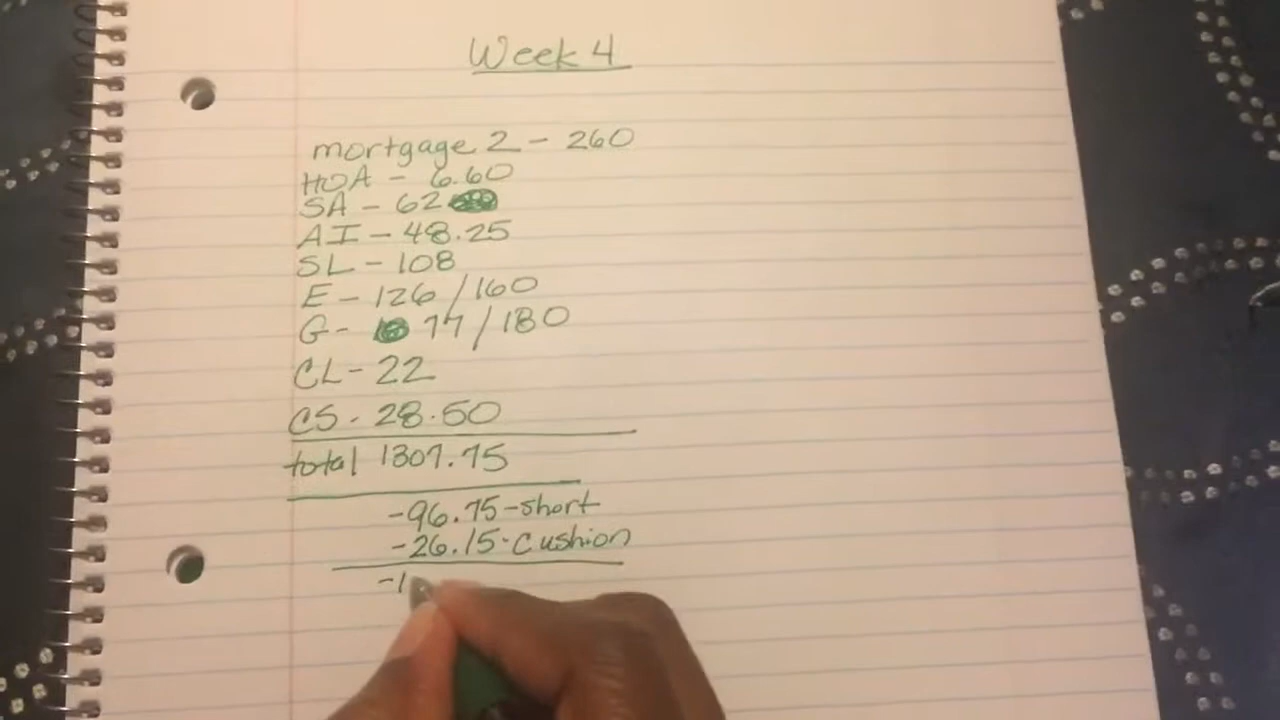 Week 4
mortgage 2 - 260
HOA - 6.60
SA - 62
AI - 48.25
SL - 108
E - 126 / 160
G - 77 / 180
CL - 22
CS - 28.50
total 1307.75
-96.75 - short
-26.15 - cushion
-1